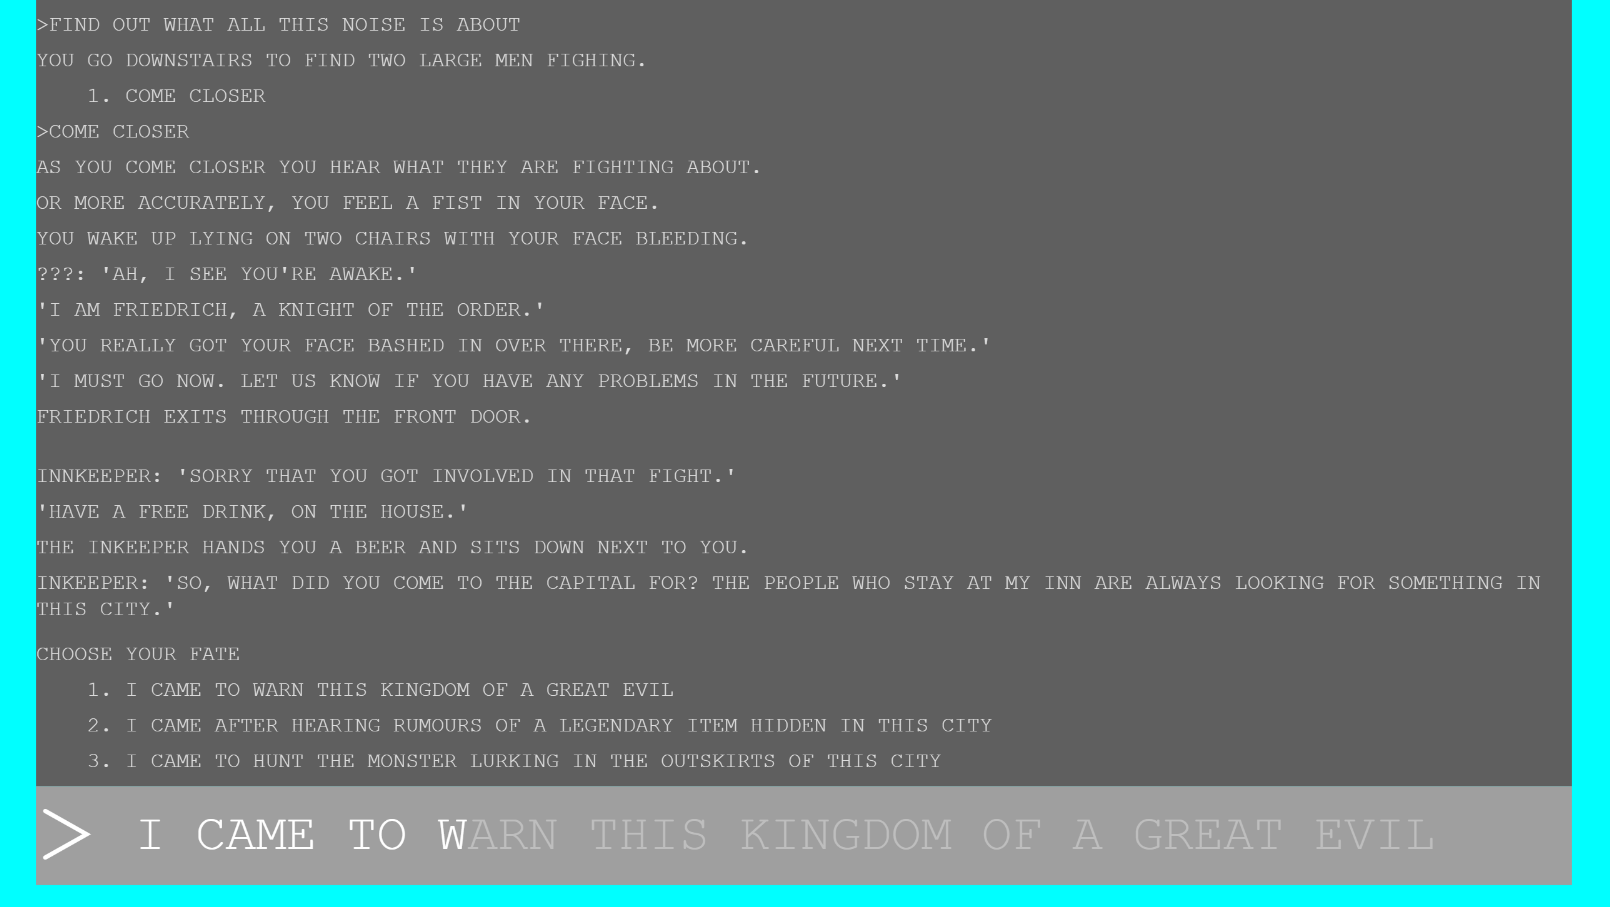 >FIND OUT WHAT ALL THIS NOISE IS ABOUT
YOU GO DOWNSTAIRS TO FIND TWO LARGE MEN FIGHING.
1. COME CLOSER
>COME CLOSER
AS YOU COME CLOSER YOU HEAR WHAT THEY ARE FIGHTING ABOUT.
OR MORE ACCURATELY, YOU FEEL A FIST IN YOUR FACE.
YOU WAKE UP LYING ON TWO CHAIRS WITH YOUR FACE BLEEDING.
???: 'AH, I SEE YOU'RE AWAKE.'
'I AM FRIEDRICH, A KNIGHT OF THE ORDER.'
'YOU REALLY GOT YOUR FACE BASHED IN OVER THERE, BE MORE CAREFUL NEXT TIME.'
'I MUST GO NOW. LET US KNOW IF YOU HAVE ANY PROBLEMS IN THE FUTURE.'
FRIEDRICH EXITS THROUGH THE FRONT DOOR.
INNKEEPER: 'SORRY THAT YOU GOT INVOLVED IN THAT FIGHT.'
'HAVE A FREE DRINK, ON THE HOUSE.'
THE INKEEPER HANDS YOU A BEER AND SITS DOWN NEXT TO YOU.
INKEEPER: 'SO, WHAT DID YOU COME TO THE CAPITAL FOR? THE PEOPLE WHO STAY AT MY INN ARE ALWAYS LOOKING FOR SOMETHING IN
THIS CITY.'
CHOOSE YOUR FATE
1. I CAME TO WARN THIS KINGDOM OF A GREAT EVIL
2. I CAME AFTER HEARING RUMOURS OF A LEGENDARY ITEM HIDDEN IN THIS CITY
3. I CAME TO HUNT THE MONSTER LURKING IN THE OUTSKIRTS OF THIS CITY
> I CAME TO WARN THIS KINGDOM OF A GREAT EVIL